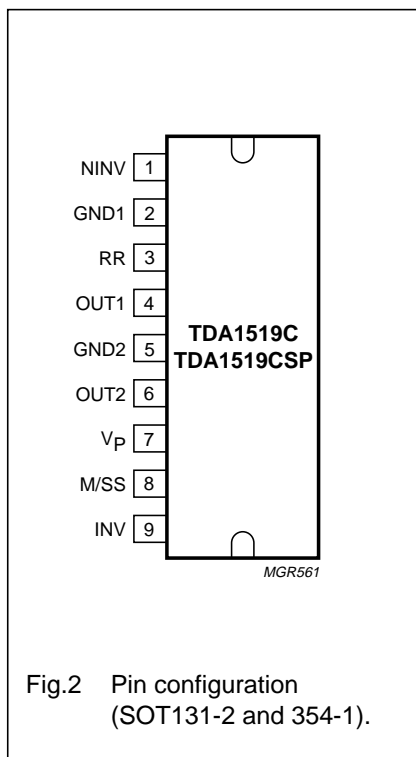 NINV 1
GND1 2
RR 3
OUT1 4
GND2 5
OUT2 6
VP 7
M/SS 8
INV 9
TDA1519C
TDA1519CSP
MGR561
Fig.2 Pin configuration
(SOT131-2 and 354-1).